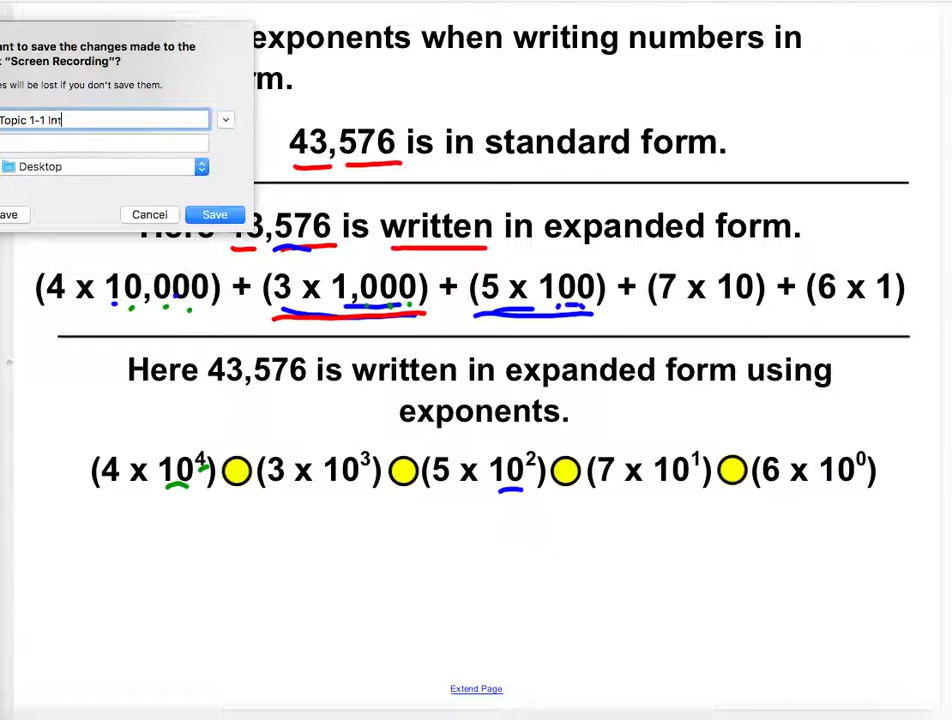 exponents when writing numbers in
m.
ant to save the changes made to the
“Screen Recording”?
es will be lost if you don't save them.
Topic 1-1 Int
Desktop
ave
Cancel
Save
43,576 is in standard form.
43,576 is written in expanded form.
(4 x 10,000) + (3 x 1,000) + (5 x 100) + (7 x 10) + (6 x 1)
Here 43,576 is written in expanded form using
exponents.
(4 x 10⁴) (3 x 10³) (5 x 10²) (7 x 10¹) (6 x 10⁰)
Extend Page